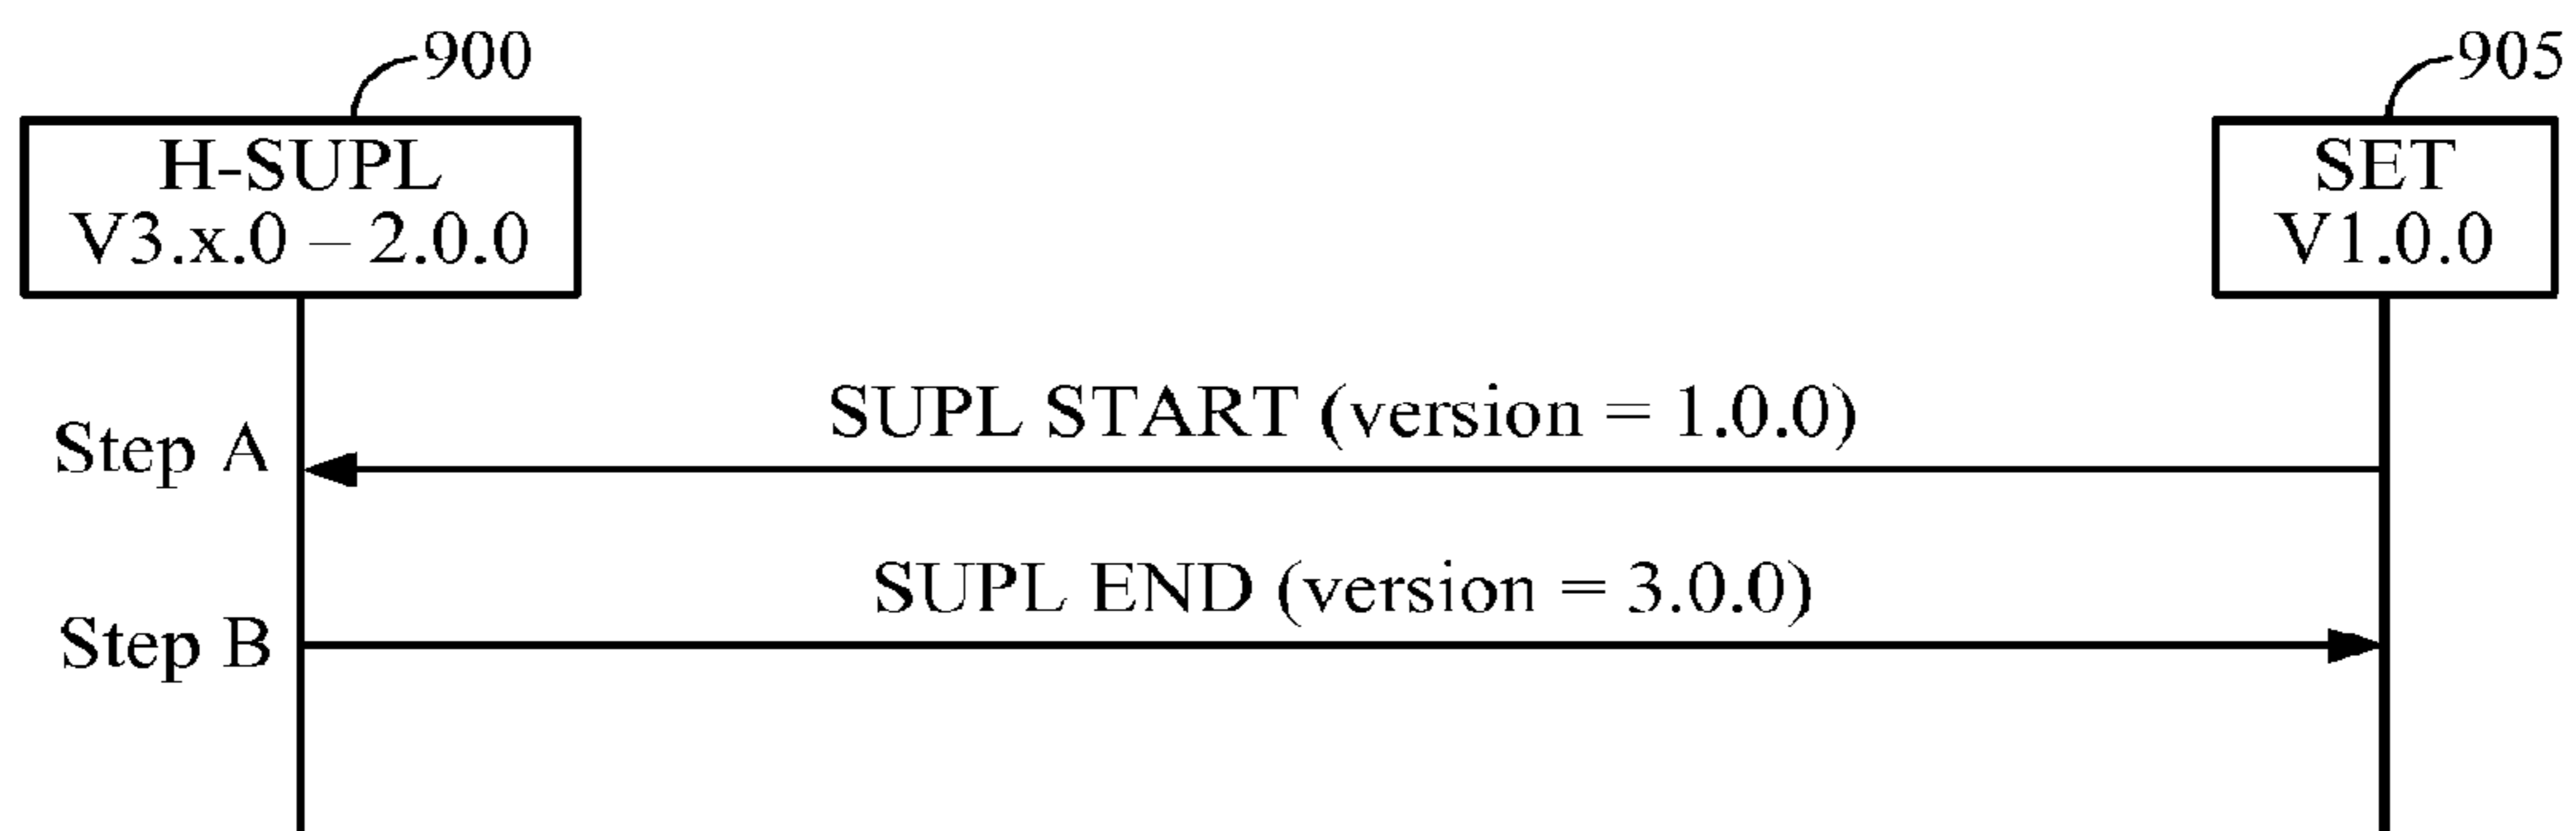 900
905
H-SUPL
V3.x.0 – 2.0.0
SET
V1.0.0
SUPL START (version = 1.0.0)
Step A
SUPL END (version = 3.0.0)
Step B